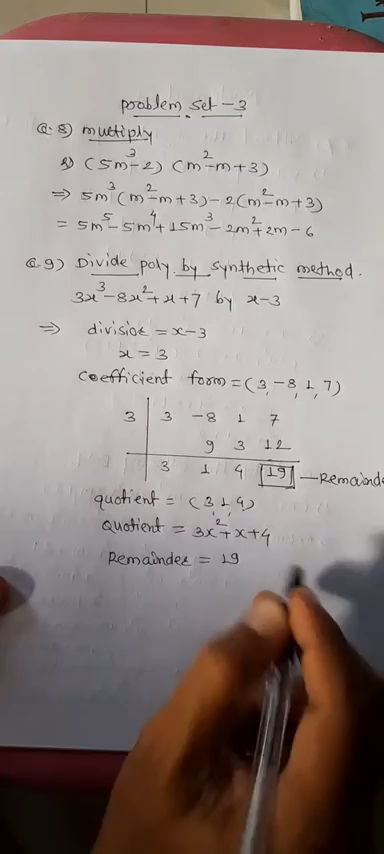 problem set - 3
Q.8) multiply
2) (5m³-2) (m²-m+3)
⇒ 5m³(m²-m+3)-2(m²-m+3)
= 5m⁵-5m⁴+15m³-2m²+2m-6
Q.9) Divide poly by synthetic method.
3x³-8x²+x+7 by x-3
⇒ divisior = x-3
x = 3
coefficient form = (3,-8,1,7)
3 | 3 -8 1 7
9 3 12
3 1 4 19 — Remainde
quotient = (3,1,4)
Quotient = 3x²+x+4
Remainder = 19